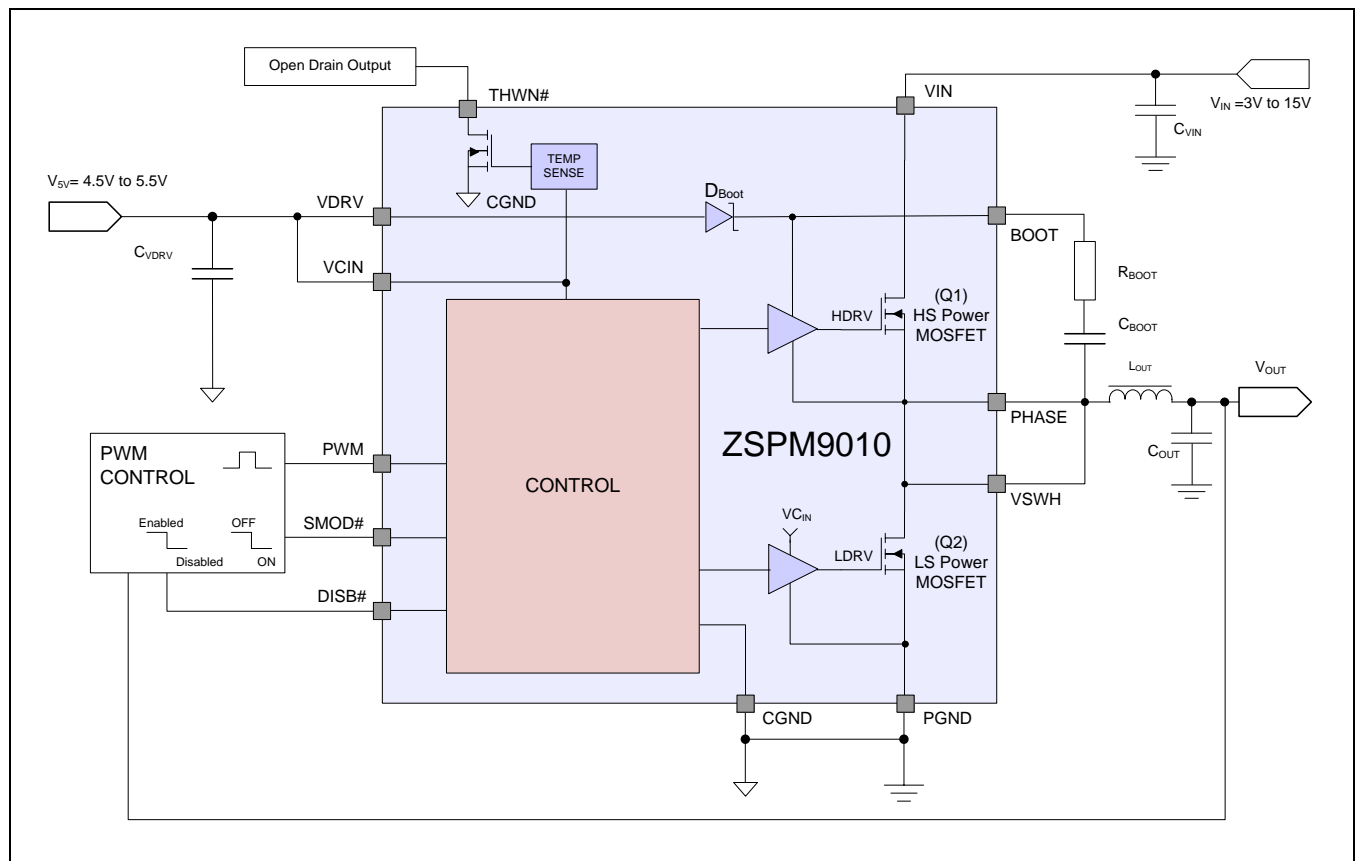 Open Drain Output
THWN#
VIN
VIN =3V to 15V
CVIN
TEMP
SENSE
V5V= 4.5V to 5.5V
CGND
DBoot
VDRV
BOOT
CVDRV
RBOOT
VCIN
(Q1)
HS Power
MOSFET
HDRV
CBOOT
LOUT
VOUT
PHASE
ZSPM9010
COUT
PWM
CONTROL
PWM
CONTROL
VSWH
Enabled
Disabled
OFF
ON
SMOD#
VCIN
LDRV
(Q2)
LS Power
MOSFET
DISB#
CGND
PGND